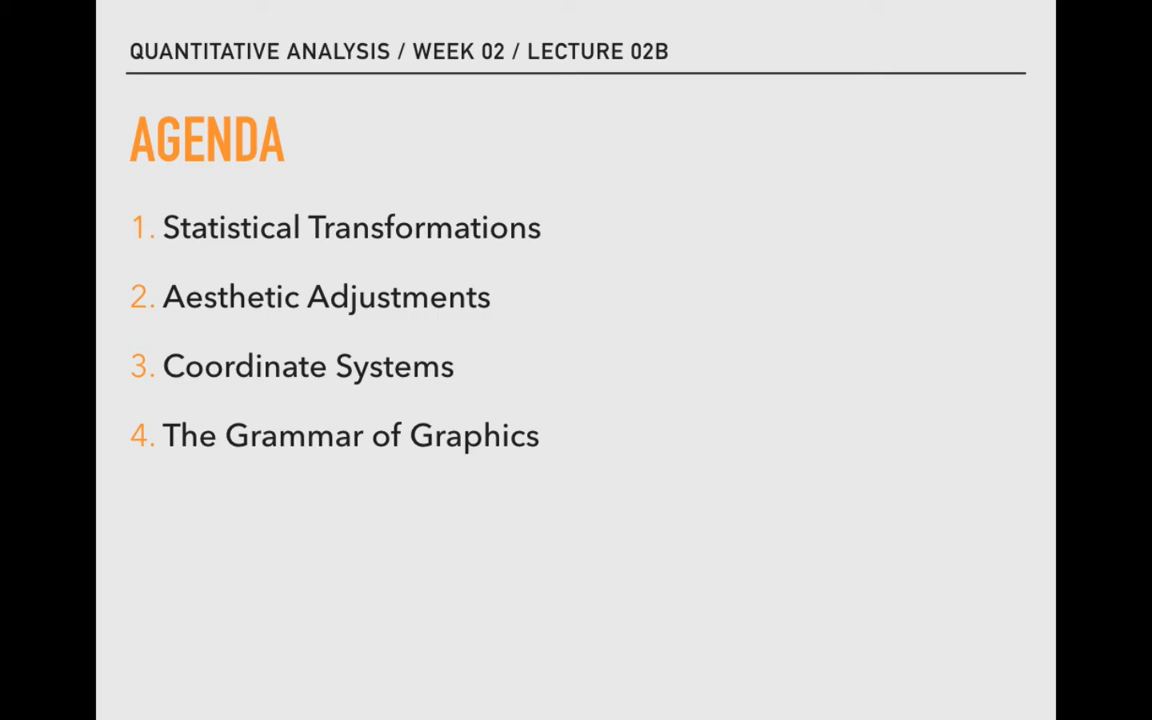 QUANTITATIVE ANALYSIS / WEEK 02 / LECTURE 02B
AGENDA
1. Statistical Transformations
2. Aesthetic Adjustments
3. Coordinate Systems
4. The Grammar of Graphics